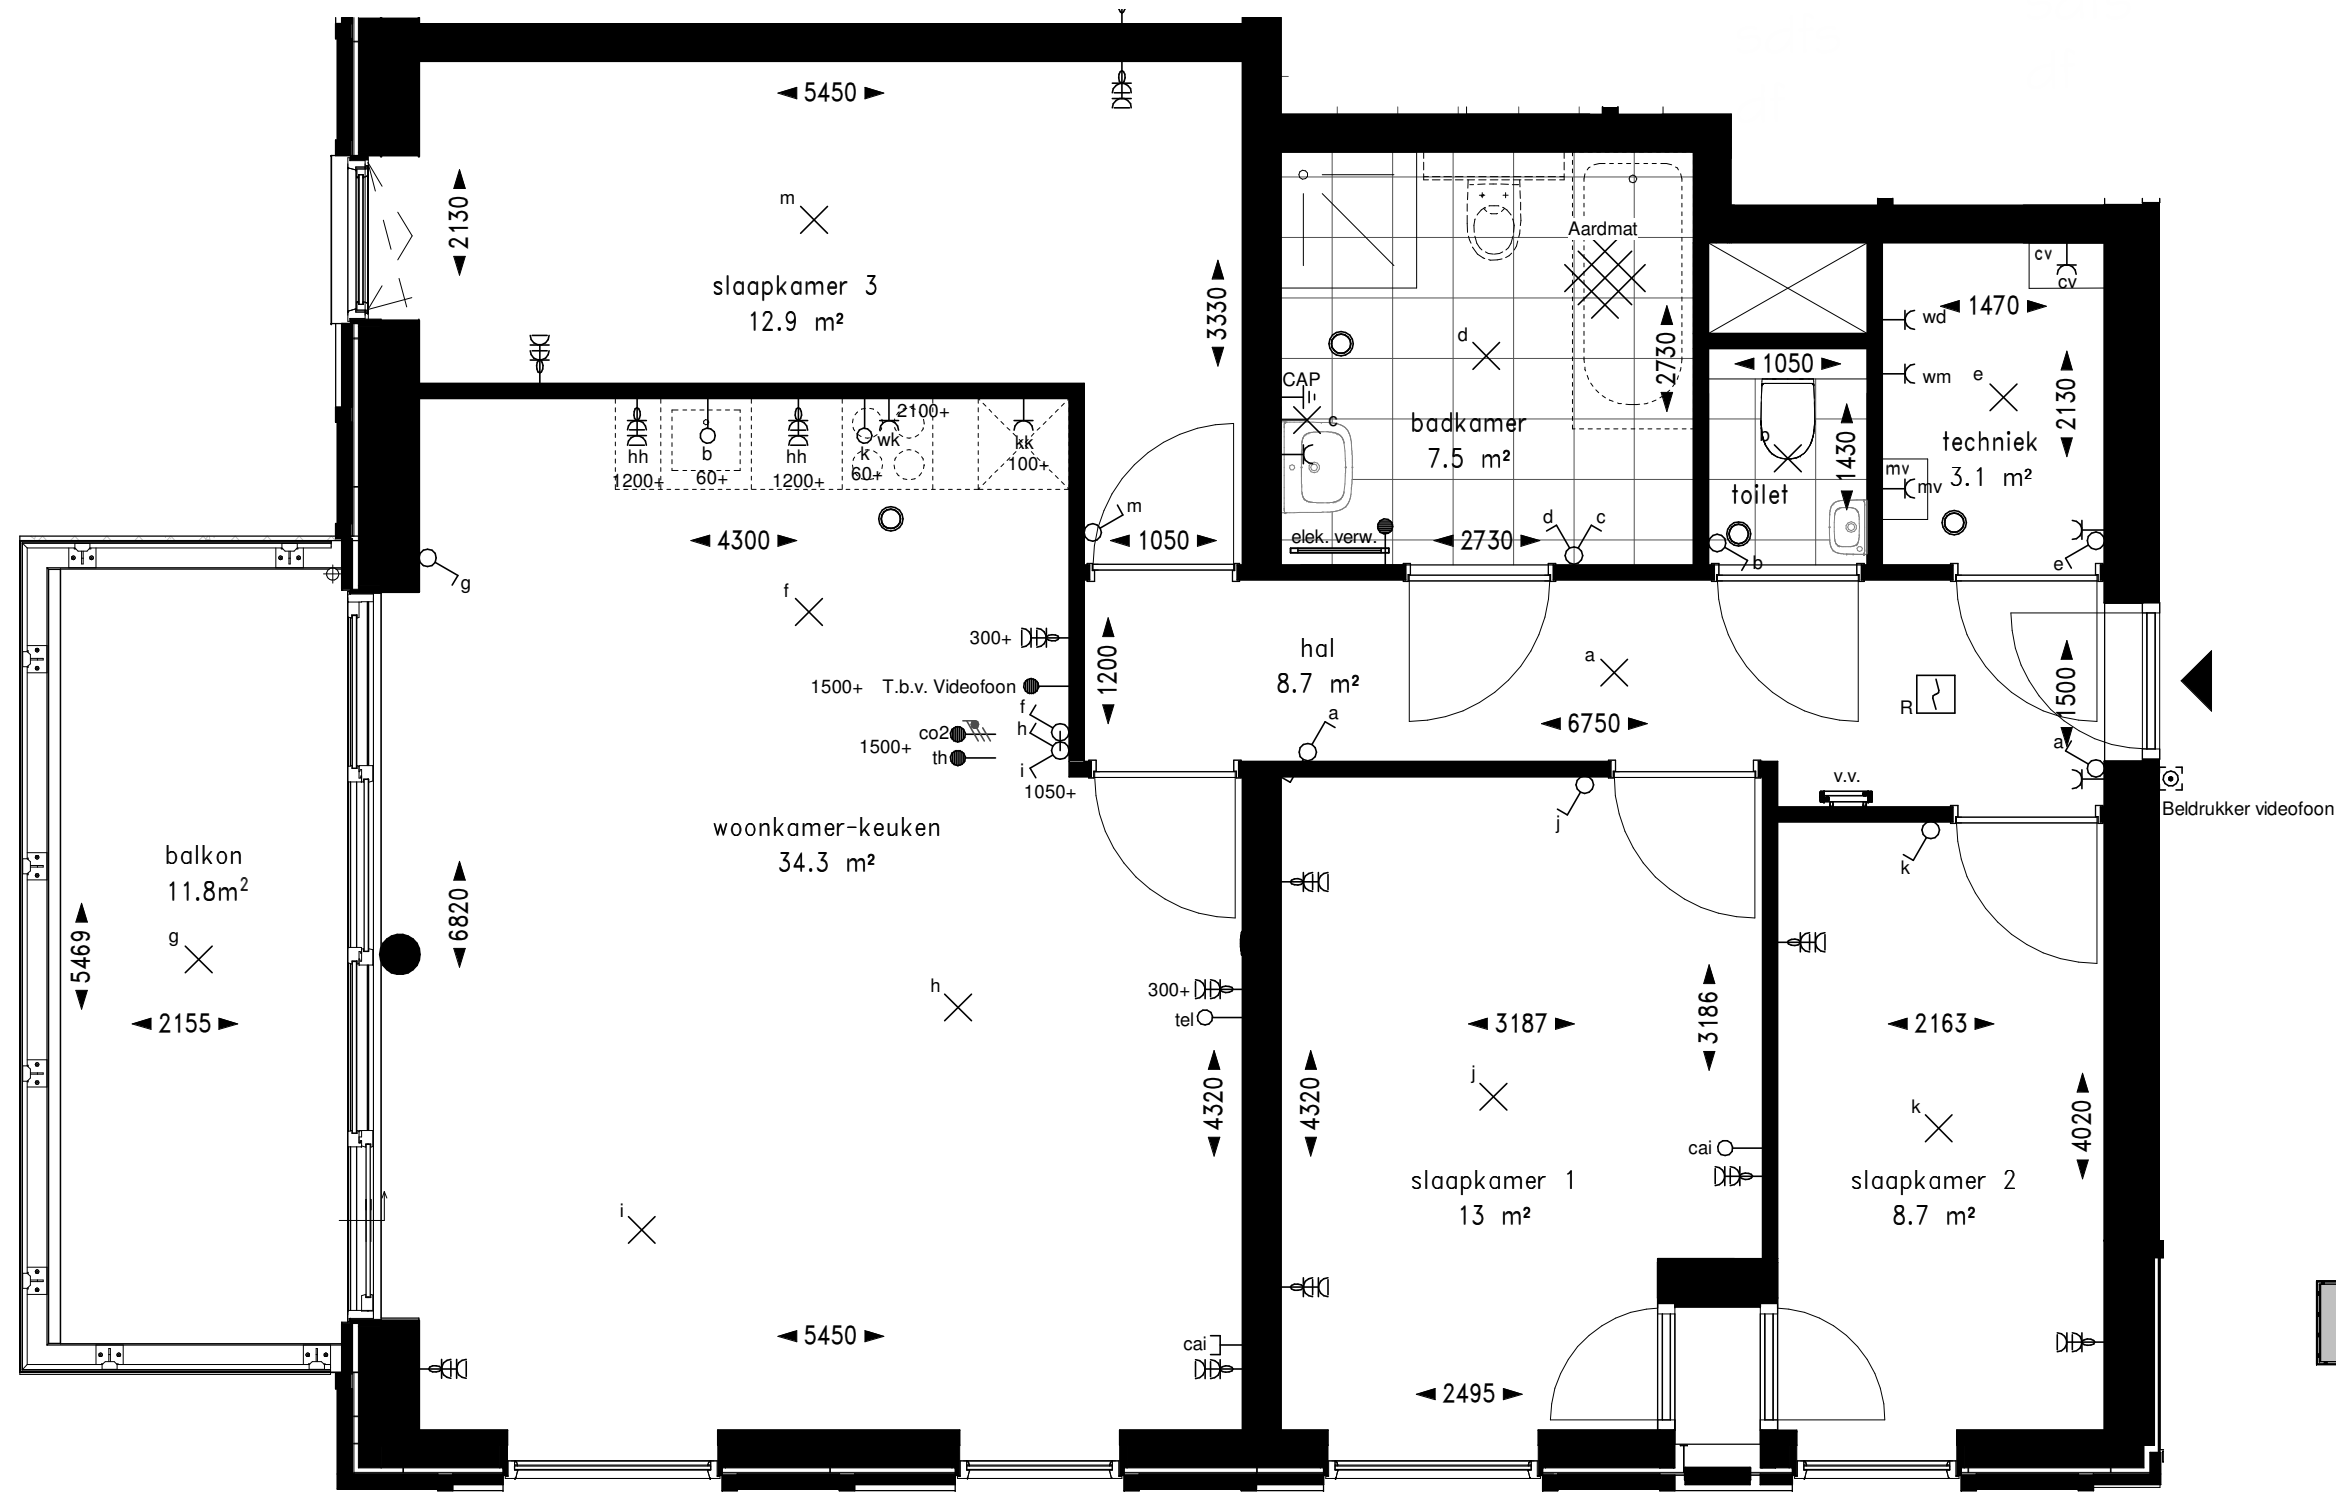 5450
m
2130
slaapkamer 3
12.9 m²
3330
Aardmat
d
2730
CAP
c
badkamer
7.5 m²
elek. verw.
2730
d
c
cv
cv
1470
wd
wm
e
2130
techniek
3.1 m²
mv
mv
e
1050
b
1430
toilet
b
hh
1200+
b
60+
hh
1200+
2100+
wk
k
60+
kk
100+
4300
m
1050
g
f
300+
1500+ T.b.v. Videofoon
f
co2
h
1500+
th
i
1050+
1200
hal
8.7 m²
a
a
6750
R
1500
a
v.v.
Beldrukker videofoon
woonkamer-keuken
34.3 m²
balkon
11.8m²
g
5469
2155
6820
h
300+
tel
4320
i
5450
cai
j
3187
3186
4320
j
cai
slaapkamer 1
13 m²
2495
k
2163
k
4020
slaapkamer 2
8.7 m²